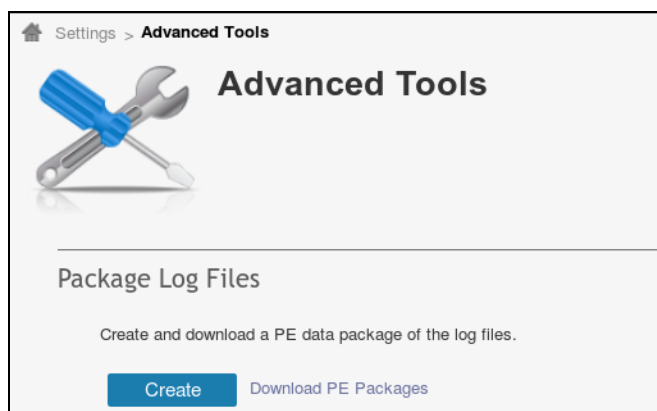 Settings > Advanced Tools
Advanced Tools
Package Log Files
Create and download a PE data package of the log files.
Create Download PE Packages